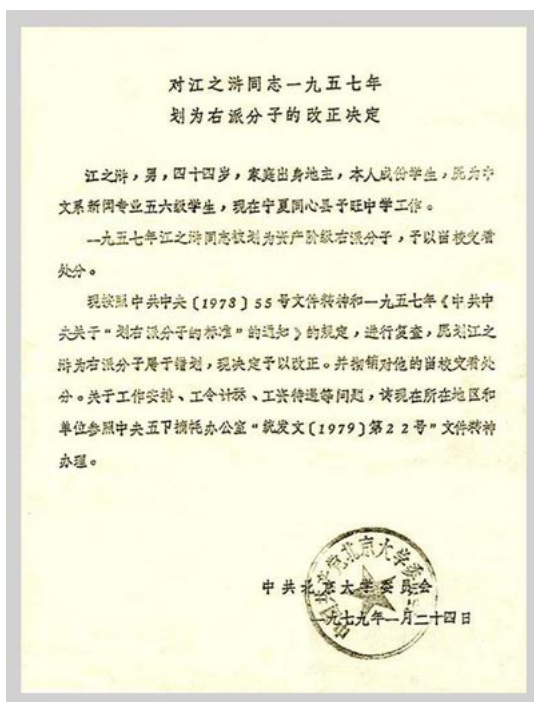 对江之浒同志一九五七年
划为右派分子的改正决定
江之浒,男,四十四岁,家庭出身地主,本人成份学生,原为中
文系新闻专业五六级学生,现在宁夏同心县予旺中学工作。
一九五七年江之浒同志被划为资产阶级右派分子,予以留校察看
处分。
现按照中共中央〔1978〕55号文件精神和一九五七年《中共中
央关于“划右派分子的标准”的通知》的规定,进行复查,原划江之
浒为右派分子属于错划,现决定予以改正。并撤销对他的留校察看处
分。关于工作安排、工令计标、工资待遇等问题,请现在所在地区和
单位参照中央五下摘托办公室“统发文〔1979〕第22号”文件精神
办理。
中共北京大学委员会
一九七九年一月二十四日
中国共产党北京大学委员会